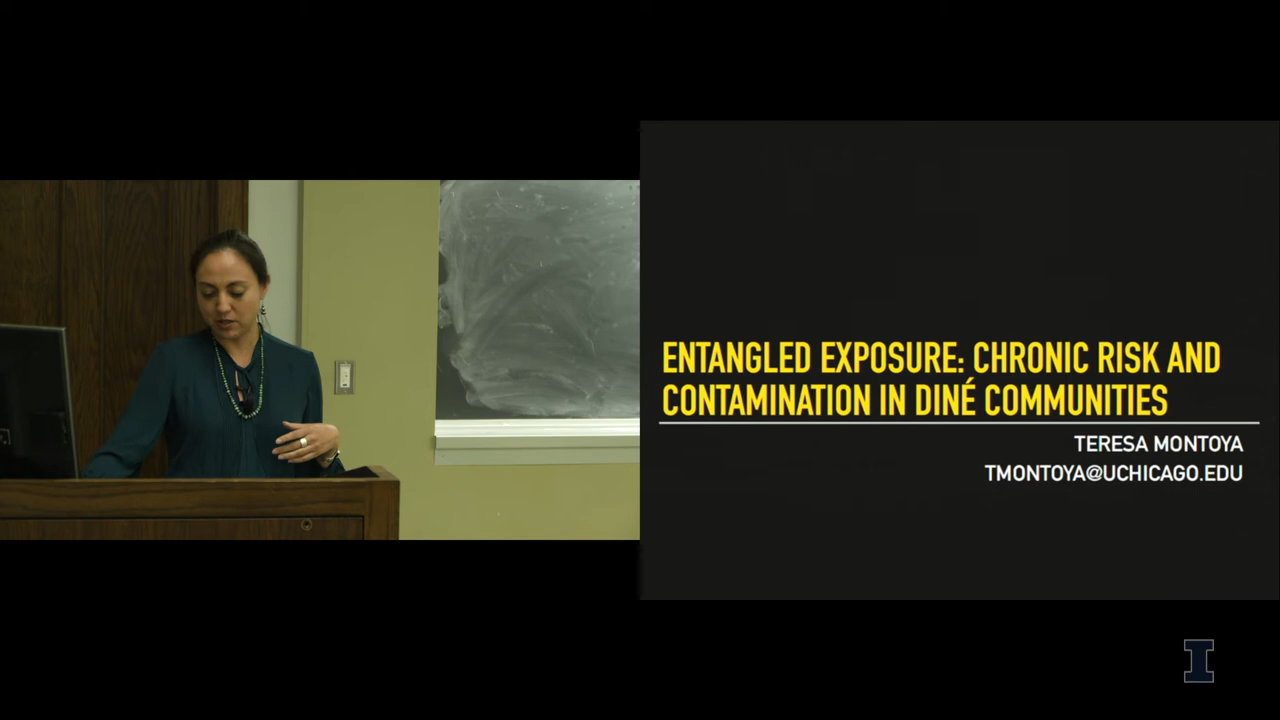 ENTANGLED EXPOSURE: CHRONIC RISK AND
CONTAMINATION IN DINÉ COMMUNITIES
TERESA MONTOYA
TMONTOYA@UCHICAGO.EDU
I